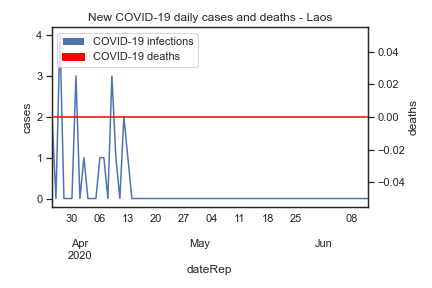 New COVID-19 daily cases and deaths - Laos
COVID-19 infections
COVID-19 deaths
cases
4
3
2
1
0
deaths
0.04
0.02
0.00
−0.02
−0.04
30 06 13 20 27 04 11 18 25 08
Apr May Jun
2020
dateRep